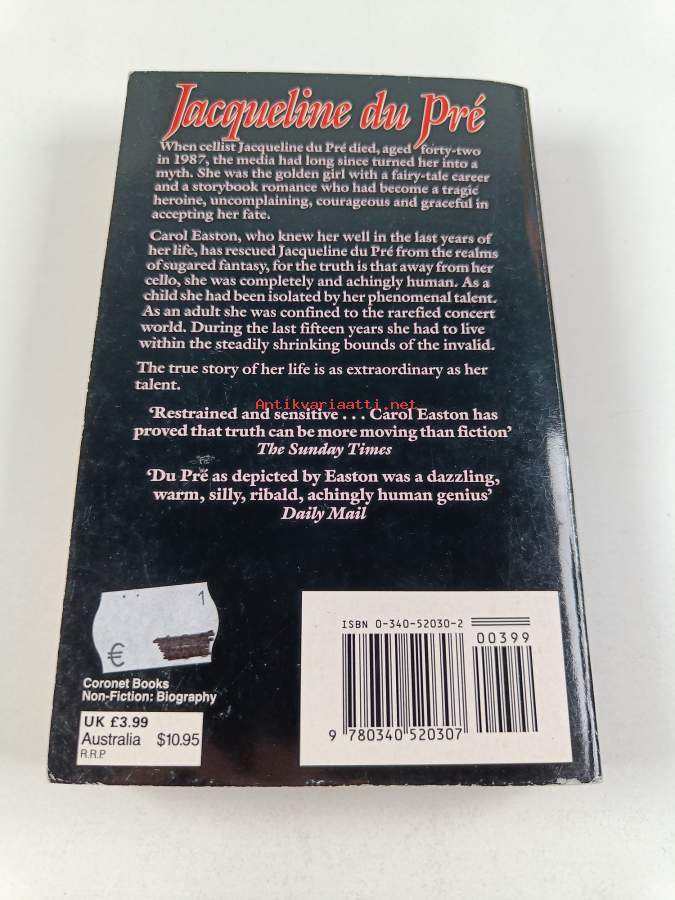 Jacqueline du Pré
When cellist Jacqueline du Pré died, aged forty-two
in 1987, the media had long since turned her into a
myth. She was the golden girl with a fairy-tale career
and a storybook romance who had become a tragic
heroine, uncomplaining, courageous and graceful in
accepting her fate.
Carol Easton, who knew her well in the last years of
her life, has rescued Jacqueline du Pré from the realms
of sugared fantasy, for the truth is that away from her
cello, she was completely and achingly human. As a
child she had been isolated by her phenomenal talent.
As an adult she was confined to the rarefied concert
world. During the last fifteen years she had to live
within the steadily shrinking bounds of the invalid.
The true story of her life is as extraordinary as her
talent.
Antikvariaatti.net
'Restrained and sensitive . . . Carol Easton has
proved that truth can be more moving than fiction'
The Sunday Times
'Du Pré as depicted by Easton was a dazzling,
warm, silly, ribald, achingly human genius'
Daily Mail
1
€
Coronet Books
Non-Fiction: Biography
UK £3.99
Australia $10.95
R.R.P
ISBN 0-340-52030-2
00399
9 780340 520307